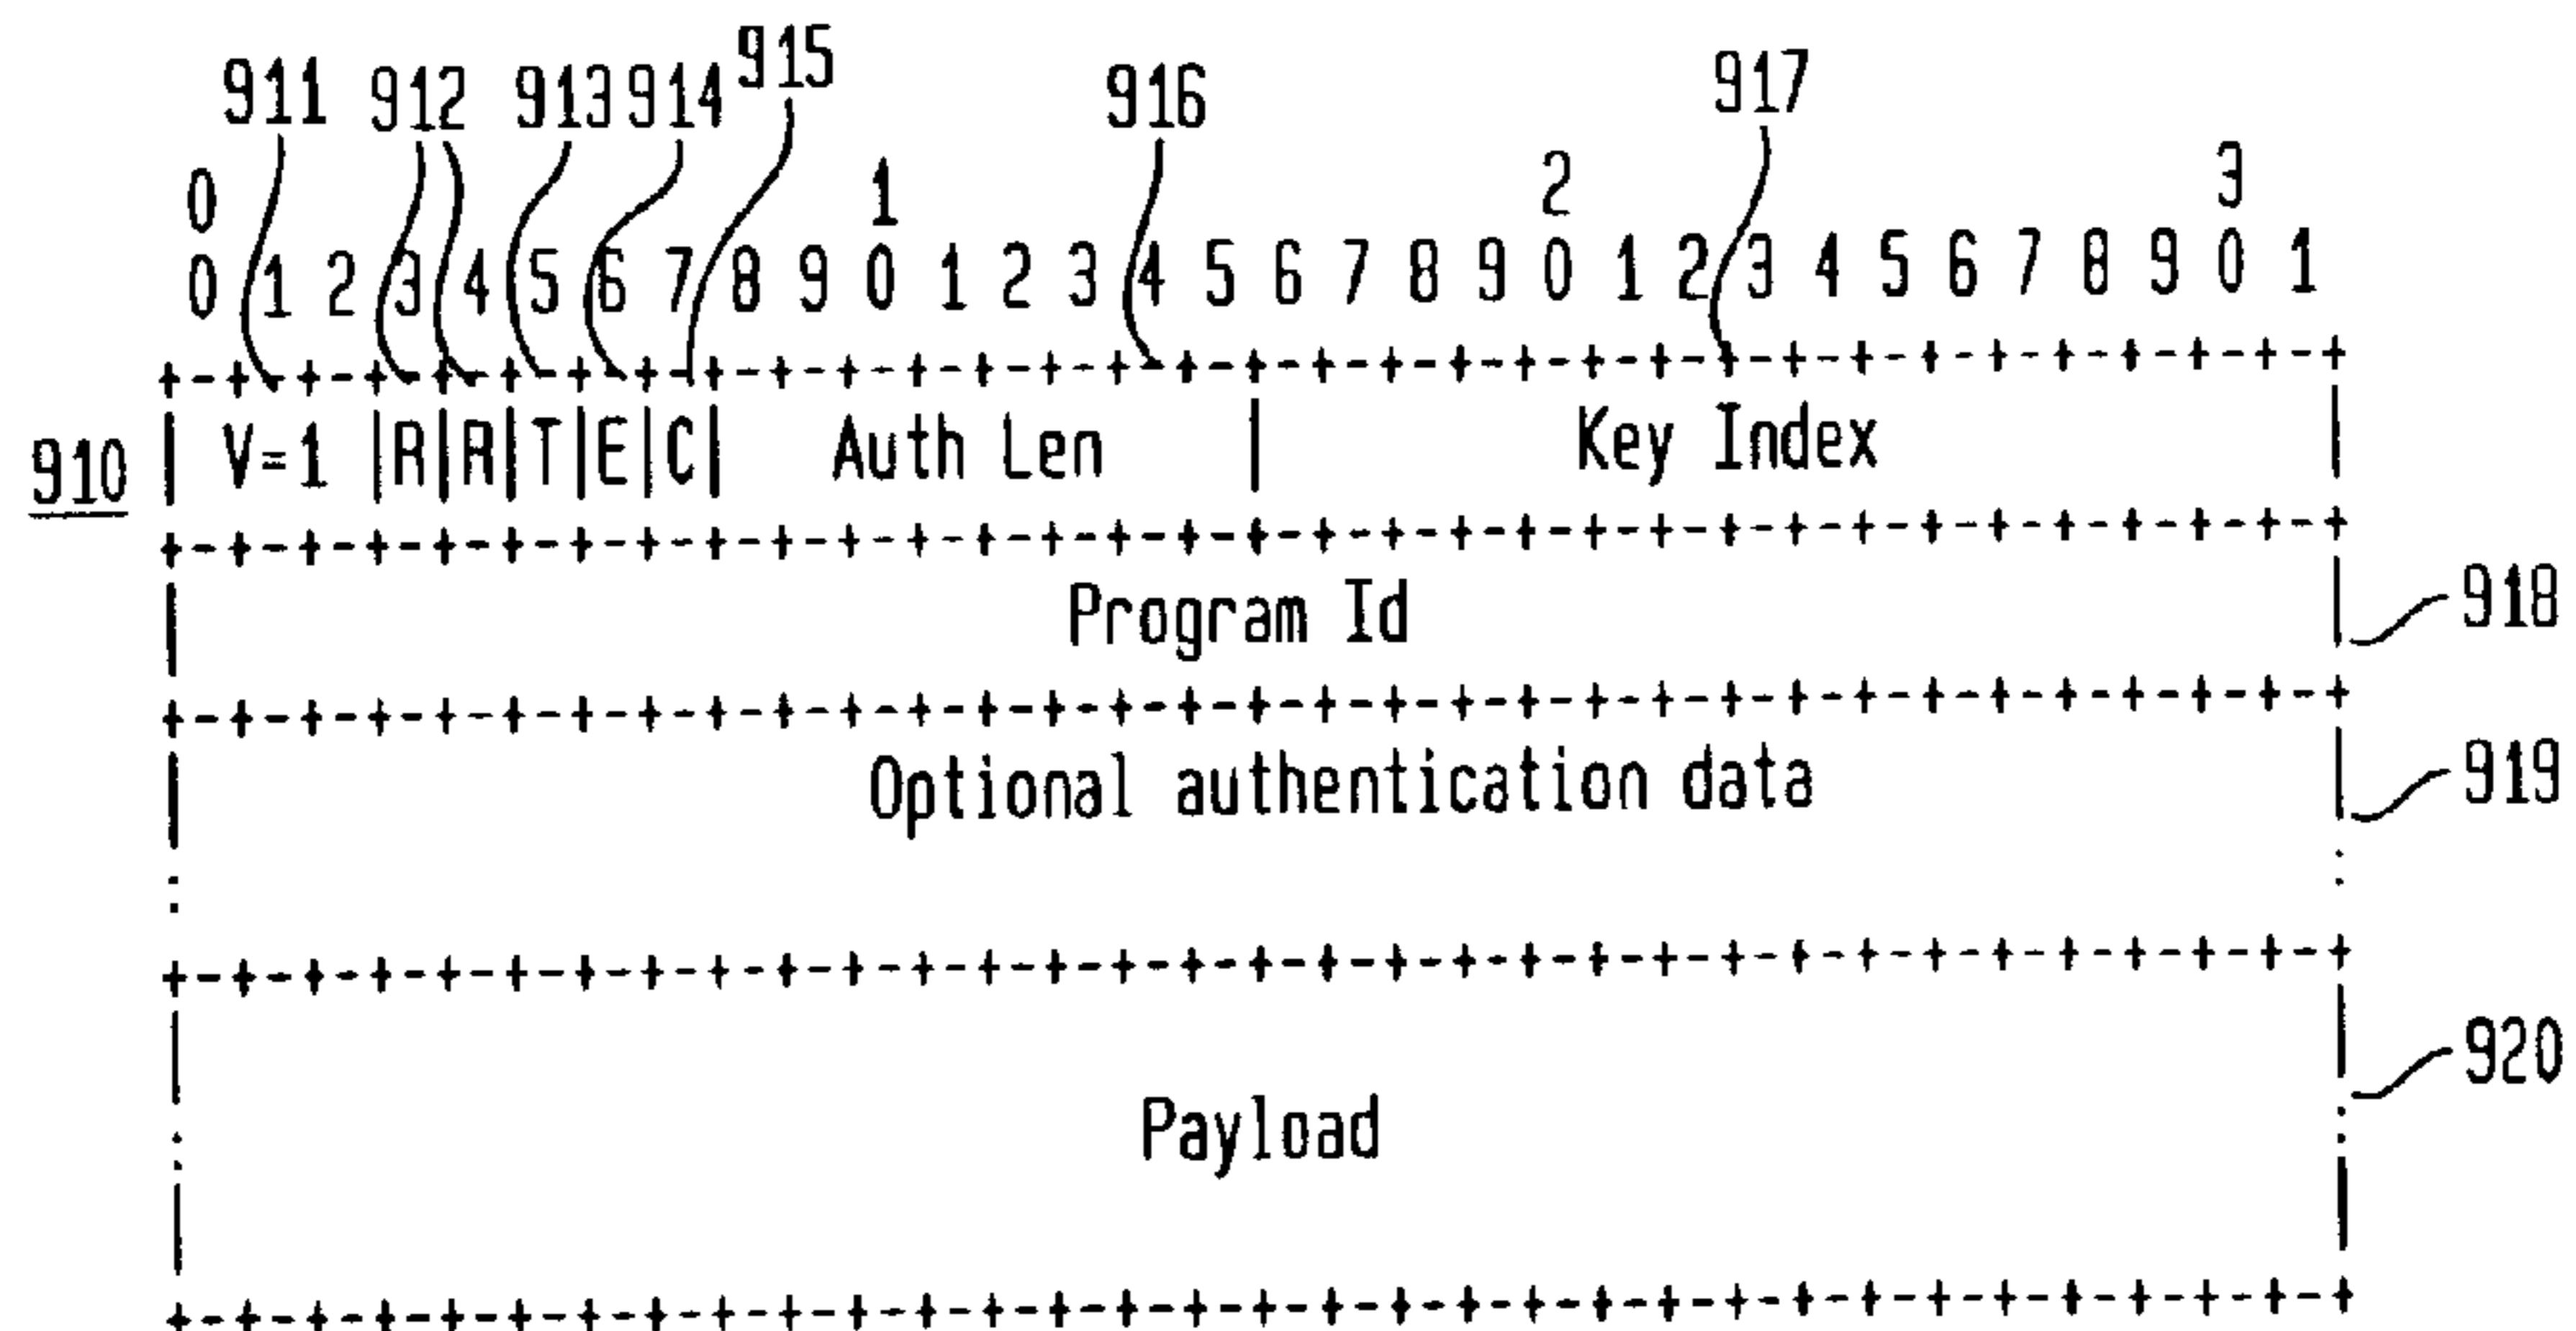 911 912 913 914 915 916 917
0 1 2 3
0 1 2 3 4 5 6 7 8 9 0 1 2 3 4 5 6 7 8 9 0 1 2 3 4 5 6 7 8 9 0 1
+-+-+-+-+-+-+-+-+-+-+-+-+-+-+-+-+-+-+-+-+-+-+-+-+-+-+-+-+-+-+-+-+
910 | V=1 |R|R|T|E|C| Auth Len | Key Index |
+-+-+-+-+-+-+-+-+-+-+-+-+-+-+-+-+-+-+-+-+-+-+-+-+-+-+-+-+-+-+-+-+
| Program Id | 918
+-+-+-+-+-+-+-+-+-+-+-+-+-+-+-+-+-+-+-+-+-+-+-+-+-+-+-+-+-+-+-+-+
| Optional authentication data | 919
: :
+-+-+-+-+-+-+-+-+-+-+-+-+-+-+-+-+-+-+-+-+-+-+-+-+-+-+-+-+-+-+-+-+
| | 920
: Payload :
| |
+-+-+-+-+-+-+-+-+-+-+-+-+-+-+-+-+-+-+-+-+-+-+-+-+-+-+-+-+-+-+-+-+